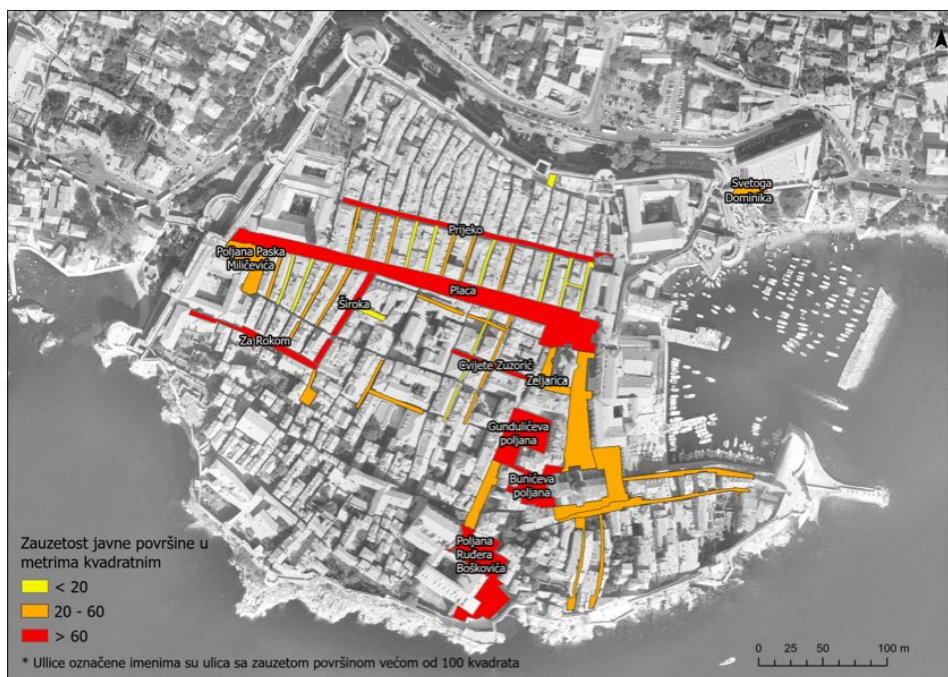 Svetoga
Dominika
Prijeko
Poljana Paska
Miličevića
Placa
Široka
Za Rokom
Cvijete Zuzorić
Zeljarica
Gundulićeva
poljana
Bunićeva
poljana
Poljana
Ruđera
Boškovića
Zauzetost javne površine u
metrima kvadratnim
< 20
20 - 60
> 60
* Ullice označene imenima su ulica sa zauzetom površinom većom od 100 kvadrata
0 25 50 100 m